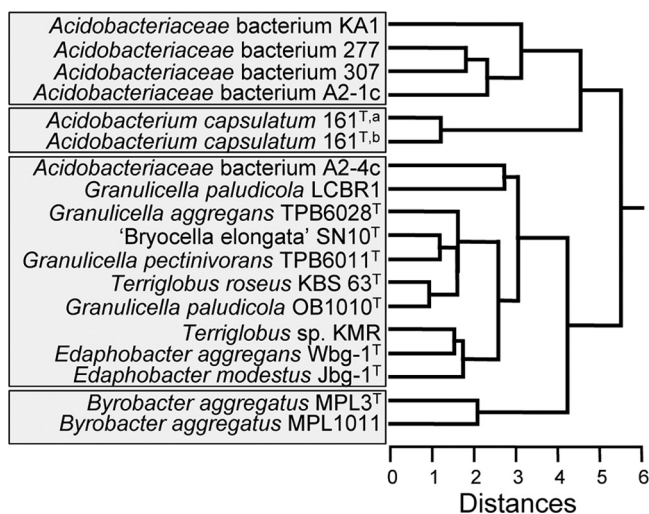 Acidobacteriaceae bacterium KA1
Acidobacteriaceae bacterium 277
Acidobacteriaceae bacterium 307
Acidobacteriaceae bacterium A2-1c
Acidobacterium capsulatum 161T,a
Acidobacterium capsulatum 161T,b
Acidobacteriaceae bacterium A2-4c
Granulicella paludicola LCBR1
Granulicella aggregans TPB6028T
‘Bryocella elongata’ SN10T
Granulicella pectinivorans TPB6011T
Terriglobus roseus KBS 63T
Granulicella paludicola OB1010T
Terriglobus sp. KMR
Edaphobacter aggregans Wbg-1T
Edaphobacter modestus Jbg-1T
Byrobacter aggregatus MPL3T
Byrobacter aggregatus MPL1011
0 1 2 3 4 5 6
Distances